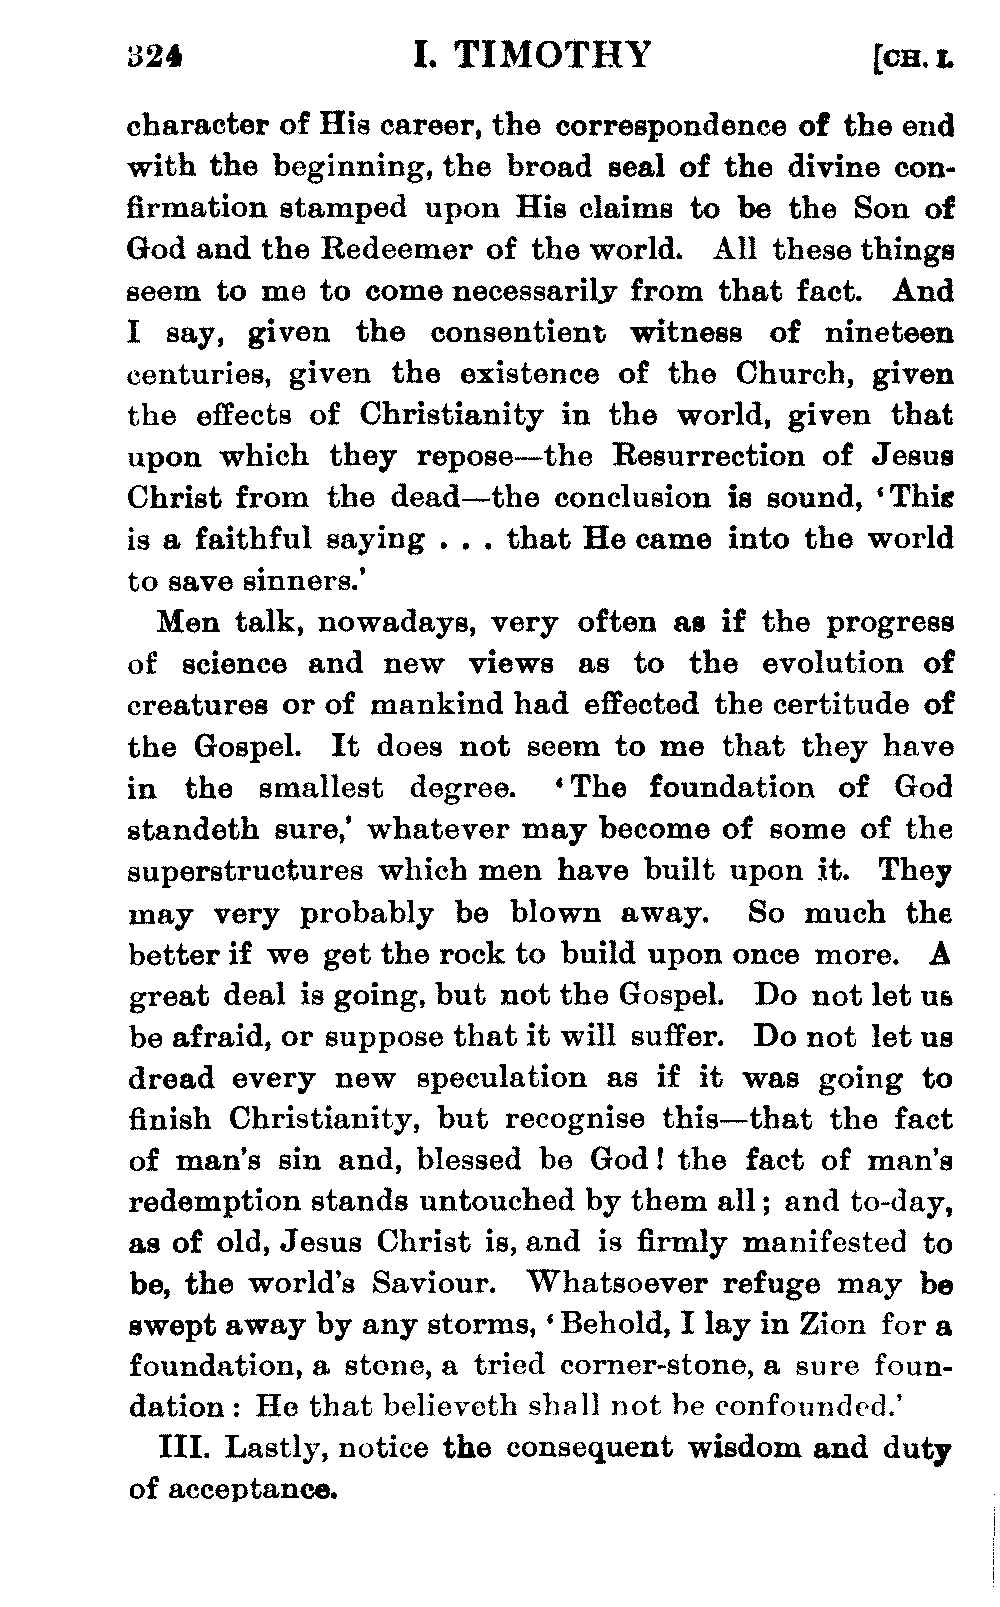 324 I. TIMOTHY [CH. I.
character of His career, the correspondence of the end
with the beginning, the broad seal of the divine con-
firmation stamped upon His claims to be the Son of
God and the Redeemer of the world. All these things
seem to me to come necessarily from that fact. And
I say, given the consentient witness of nineteen
centuries, given the existence of the Church, given
the effects of Christianity in the world, given that
upon which they repose—the Resurrection of Jesus
Christ from the dead—the conclusion is sound, 'This
is a faithful saying . . . that He came into the world
to save sinners.'
Men talk, nowadays, very often as if the progress
of science and new views as to the evolution of
creatures or of mankind had effected the certitude of
the Gospel. It does not seem to me that they have
in the smallest degree. 'The foundation of God
standeth sure,' whatever may become of some of the
superstructures which men have built upon it. They
may very probably be blown away. So much the
better if we get the rock to build upon once more. A
great deal is going, but not the Gospel. Do not let us
be afraid, or suppose that it will suffer. Do not let us
dread every new speculation as if it was going to
finish Christianity, but recognise this—that the fact
of man's sin and, blessed be God! the fact of man's
redemption stands untouched by them all; and to-day,
as of old, Jesus Christ is, and is firmly manifested to
be, the world's Saviour. Whatsoever refuge may be
swept away by any storms, 'Behold, I lay in Zion for a
foundation, a stone, a tried corner-stone, a sure foun-
dation: He that believeth shall not be confounded.'
III. Lastly, notice the consequent wisdom and duty
of acceptance.